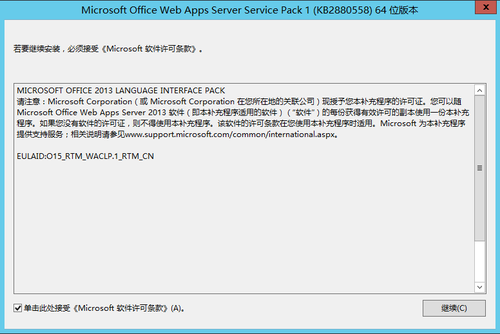 Microsoft Office Web Apps Server Service Pack 1 (KB2880558) 64 位版本
若要继续安装，必须接受《Microsoft 软件许可条款》。
MICROSOFT OFFICE 2013 LANGUAGE INTERFACE PACK
请注意：Microsoft Corporation（或 Microsoft Corporation 在您所在地的关联公司）现授予您本补充程序的许可证。您可以随
Microsoft Office Web Apps Server 2013 软件（即本补充程序适用的软件）（“软件”）的每份获得有效许可的副本使用一份本补充
程序。如果您没有软件的许可证，则不得使用本补充程序。该软件的许可条款在您使用本补充程序时适用。Microsoft 为本补充程序
提供支持服务；相关说明请参见www.support.microsoft.com/common/international.aspx。
EULAID:O15_RTM_WACLP.1_RTM_CN
单击此处接受《Microsoft 软件许可条款》(A)。
继续(C)